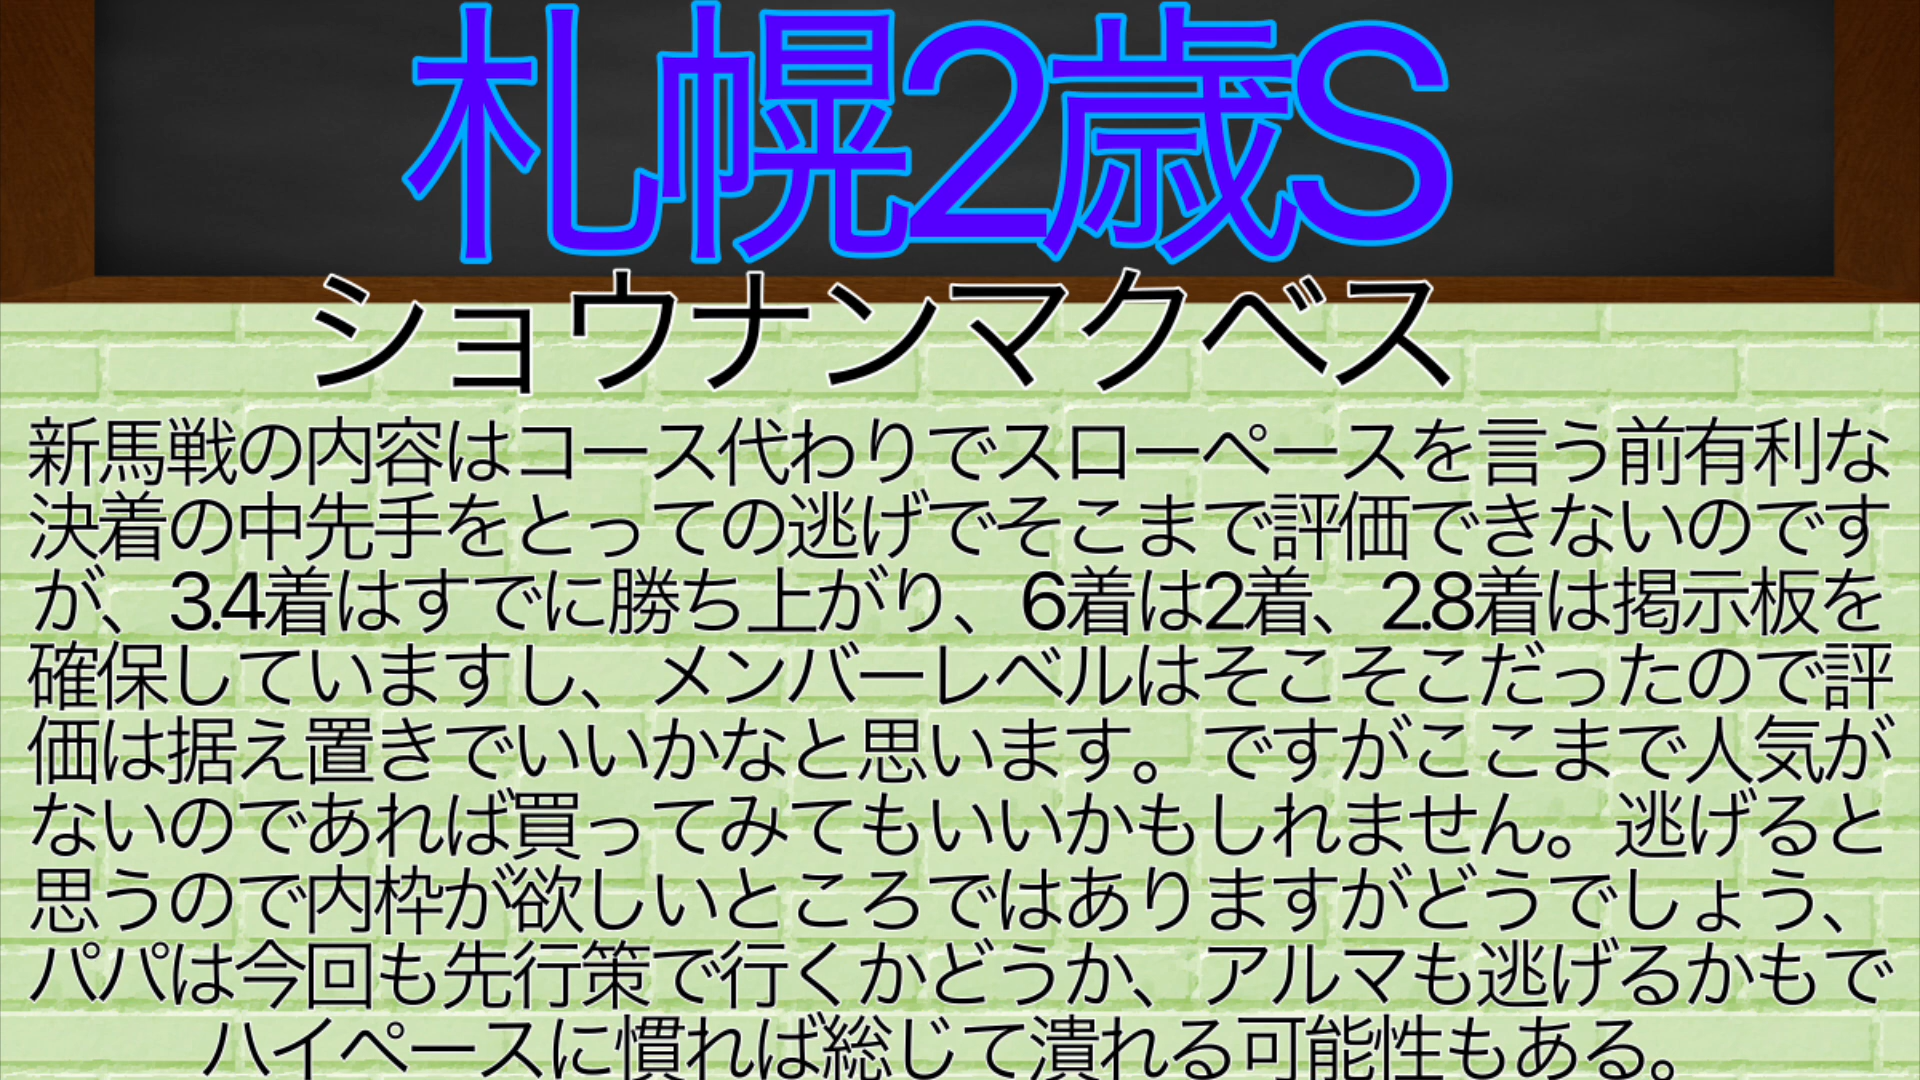 札幌2歳S
ショウナンマクベス
新馬戦の内容はコース代わりでスローペースを言う前有利な
決着の中先手をとっての逃げでそこまで評価できないのです
が、3.4着はすでに勝ち上がり、6着は2着、2.8着は掲示板を
確保していますし、メンバーレベルはそこそこだったので評
価は据え置きでいいかなと思います。ですがここまで人気が
ないのであれば買ってみてもいいかもしれません。逃げると
思うので内枠が欲しいところではありますがどうでしょう、
パパは今回も先行策で行くかどうか、アルマも逃げるかもで
ハイペースに慣れば総じて潰れる可能性もある。